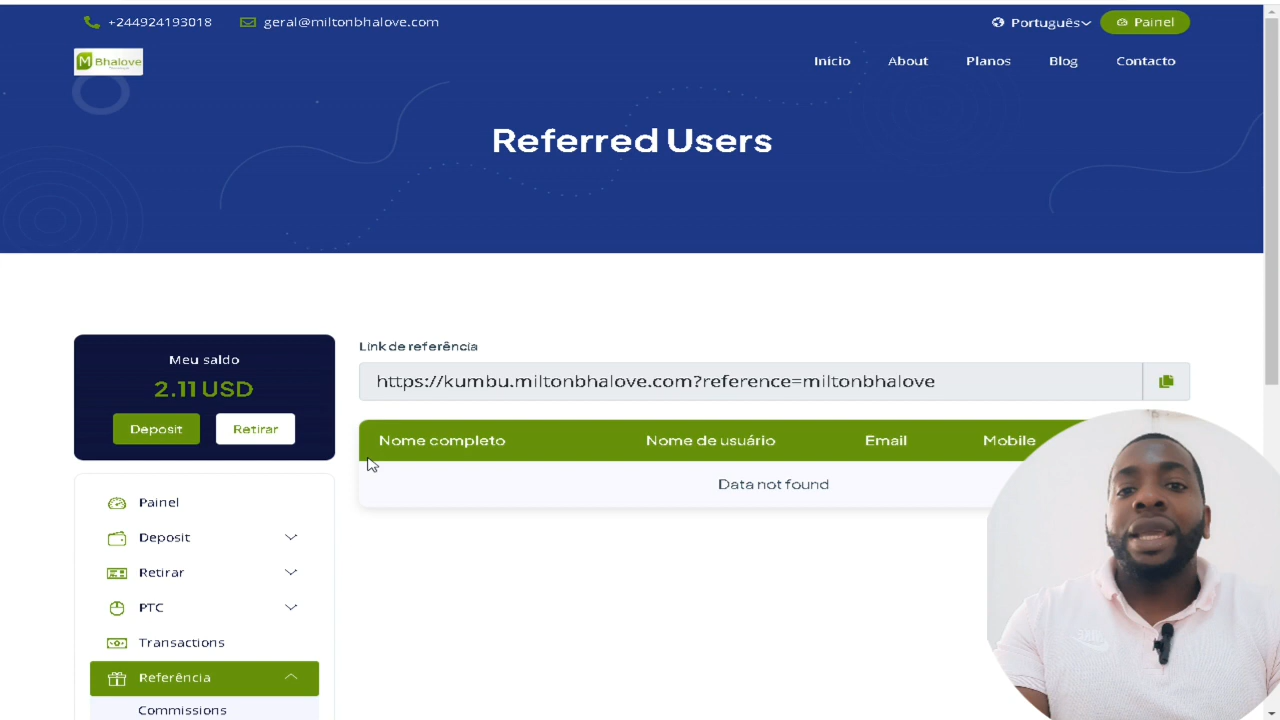 +244924193018 geral@miltonbhalove.com Português Painel
M Bhalove Inicio About Planos Blog Contacto
Referred Users
Meu saldo
2.11 USD
Deposit Retirar
Painel
Deposit
Retirar
PTC
Transactions
Referência
Commissions
Link de referência
https://kumbu.miltonbhalove.com?reference=miltonbhalove
Nome completo Nome de usuário Email Mobile
Data not found